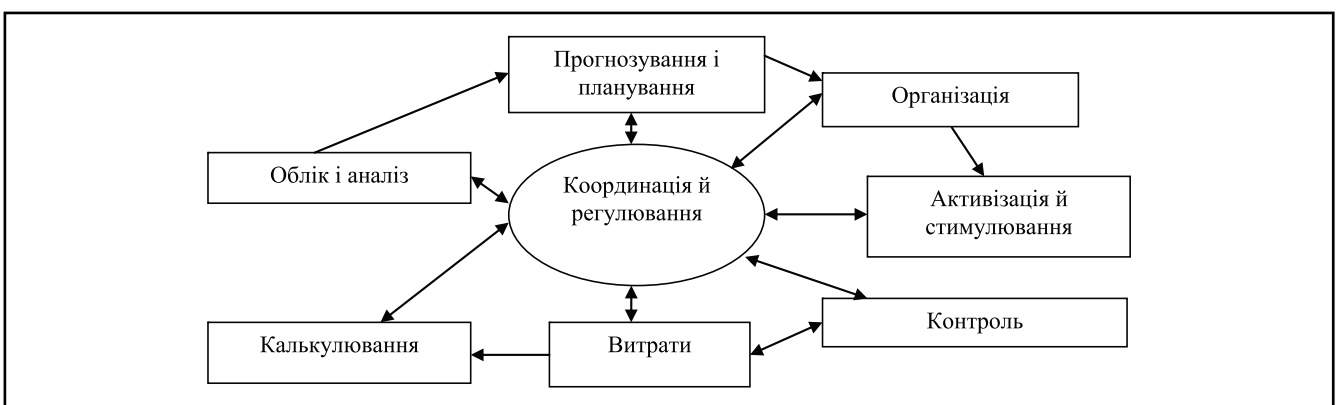 Прогнозування і
планування
Організація
Облік і аналіз
Координація й
регулювання
Активізація й
стимулювання
Контроль
Калькулювання
Витрати